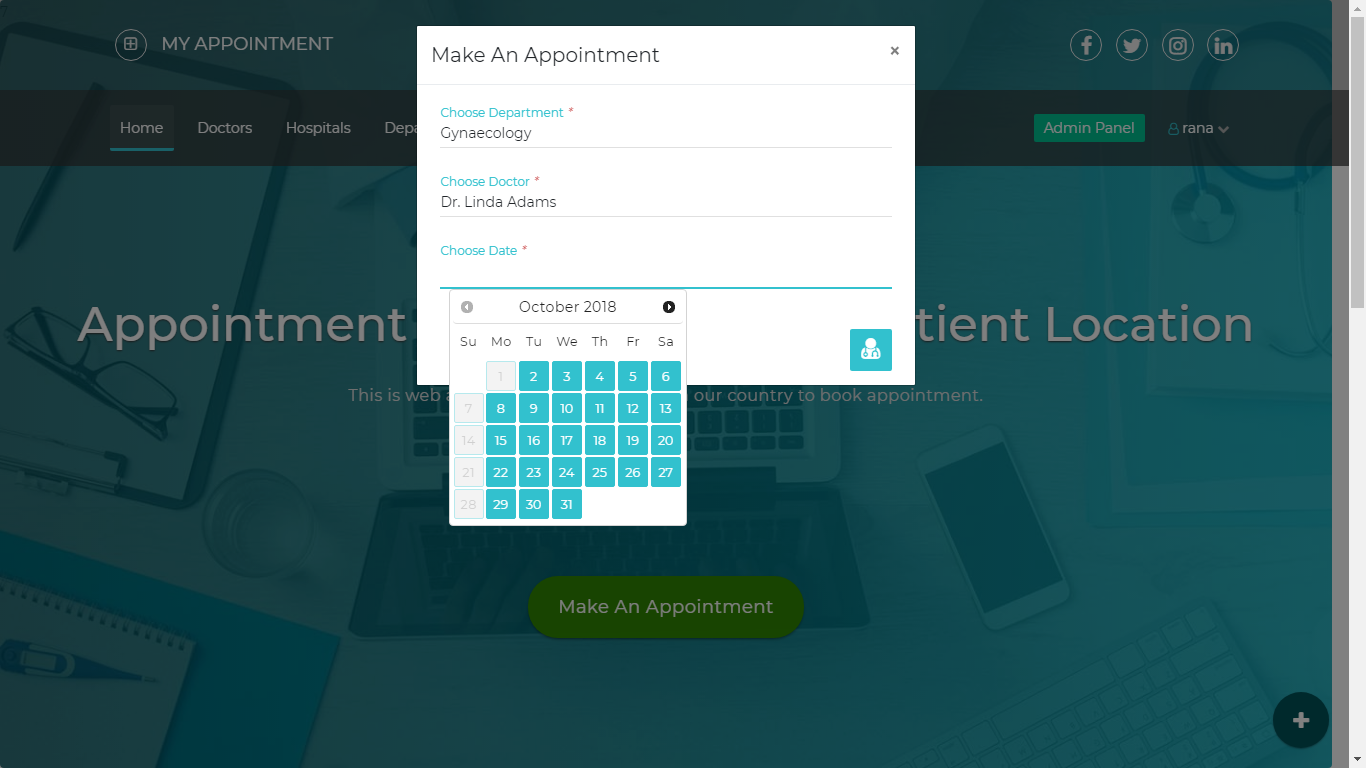 MY APPOINTMENT
Home Doctors Hospitals Depa
Admin Panel rana
Make An Appointment ×
Choose Department *
Gynaecology
Choose Doctor *
Dr. Linda Adams
Choose Date *
October 2018
Su Mo Tu We Th Fr Sa
1 2 3 4 5 6
7 8 9 10 11 12 13
14 15 16 17 18 19 20
21 22 23 24 25 26 27
28 29 30 31
Appointment tient Location
This is web our country to book appointment.
Make An Appointment
+